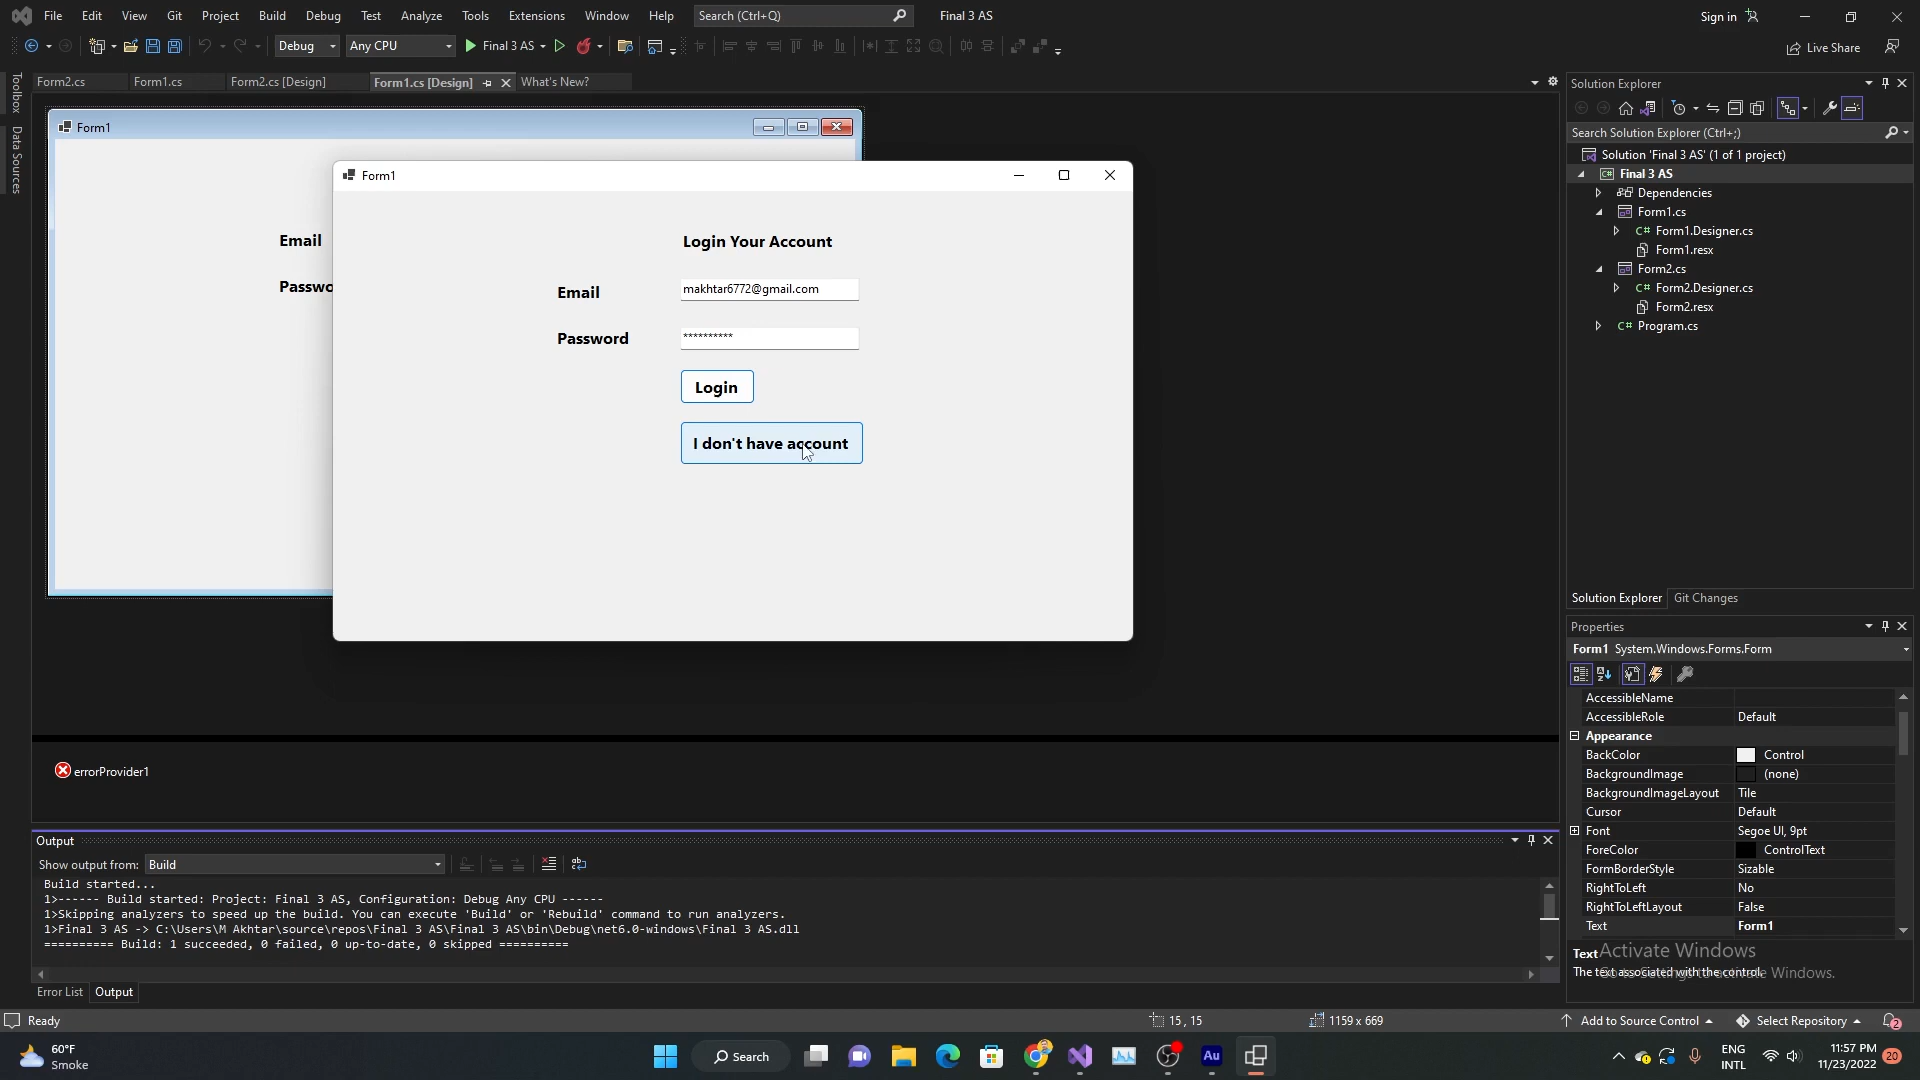 File Edit View Git Project Build Debug Test Analyze Tools Extensions Window Help Search (Ctrl+Q) Final 3 AS Sign in
Debug Any CPU Final 3 AS Live Share
Toolbox
Data Sources
Form2.cs Form1.cs Form2.cs [Design] Form1.cs [Design] What's New?
Form1
Email
Passwo
Form1
Login Your Account
Email makhtar6772@gmail.com
Password **********
Login
I don't have account
errorProvider1
Solution Explorer
Search Solution Explorer (Ctrl+;)
Solution 'Final 3 AS' (1 of 1 project)
C# Final 3 AS
Dependencies
Form1.cs
C# Form1.Designer.cs
Form1.resx
Form2.cs
C# Form2.Designer.cs
Form2.resx
C# Program.cs
Solution Explorer Git Changes
Properties
Form1 System.Windows.Forms.Form
AccessibleName
AccessibleRole Default
Appearance
BackColor Control
BackgroundImage (none)
BackgroundImageLayout Tile
Cursor Default
Font Segoe UI, 9pt
ForeColor ControlText
FormBorderStyle Sizable
RightToLeft No
RightToLeftLayout False
Text Form1
Text
The text associated with the control.
Activate Windows
Go to Settings to activate Windows.
Output
Show output from: Build
Build started...
1>------ Build started: Project: Final 3 AS, Configuration: Debug Any CPU ------
1>Skipping analyzers to speed up the build. You can execute 'Build' or 'Rebuild' command to run analyzers.
1>Final 3 AS -> C:\Users\M Akhtar\source\repos\Final 3 AS\Final 3 AS\bin\Debug\net6.0-windows\Final 3 AS.dll
========== Build: 1 succeeded, 0 failed, 0 up-to-date, 0 skipped ==========
Error List Output
Ready 15 , 15 1159 x 669 Add to Source Control Select Repository 2
60°F
Smoke
Search
Au
ENG
INTL
11:57 PM
11/23/2022
20